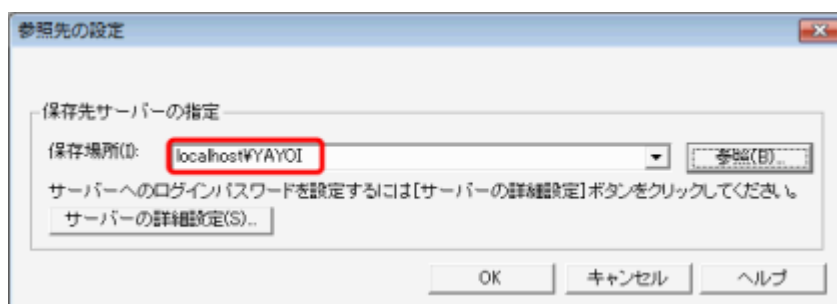 参照先の設定
保存先サーバーの指定
保存場所(I): localhost¥YAYOI 参照(B)...
サーバーへのログインパスワードを設定するには[サーバーの詳細設定]ボタンをクリックしてください。
サーバーの詳細設定(S)...
OK キャンセル ヘルプ